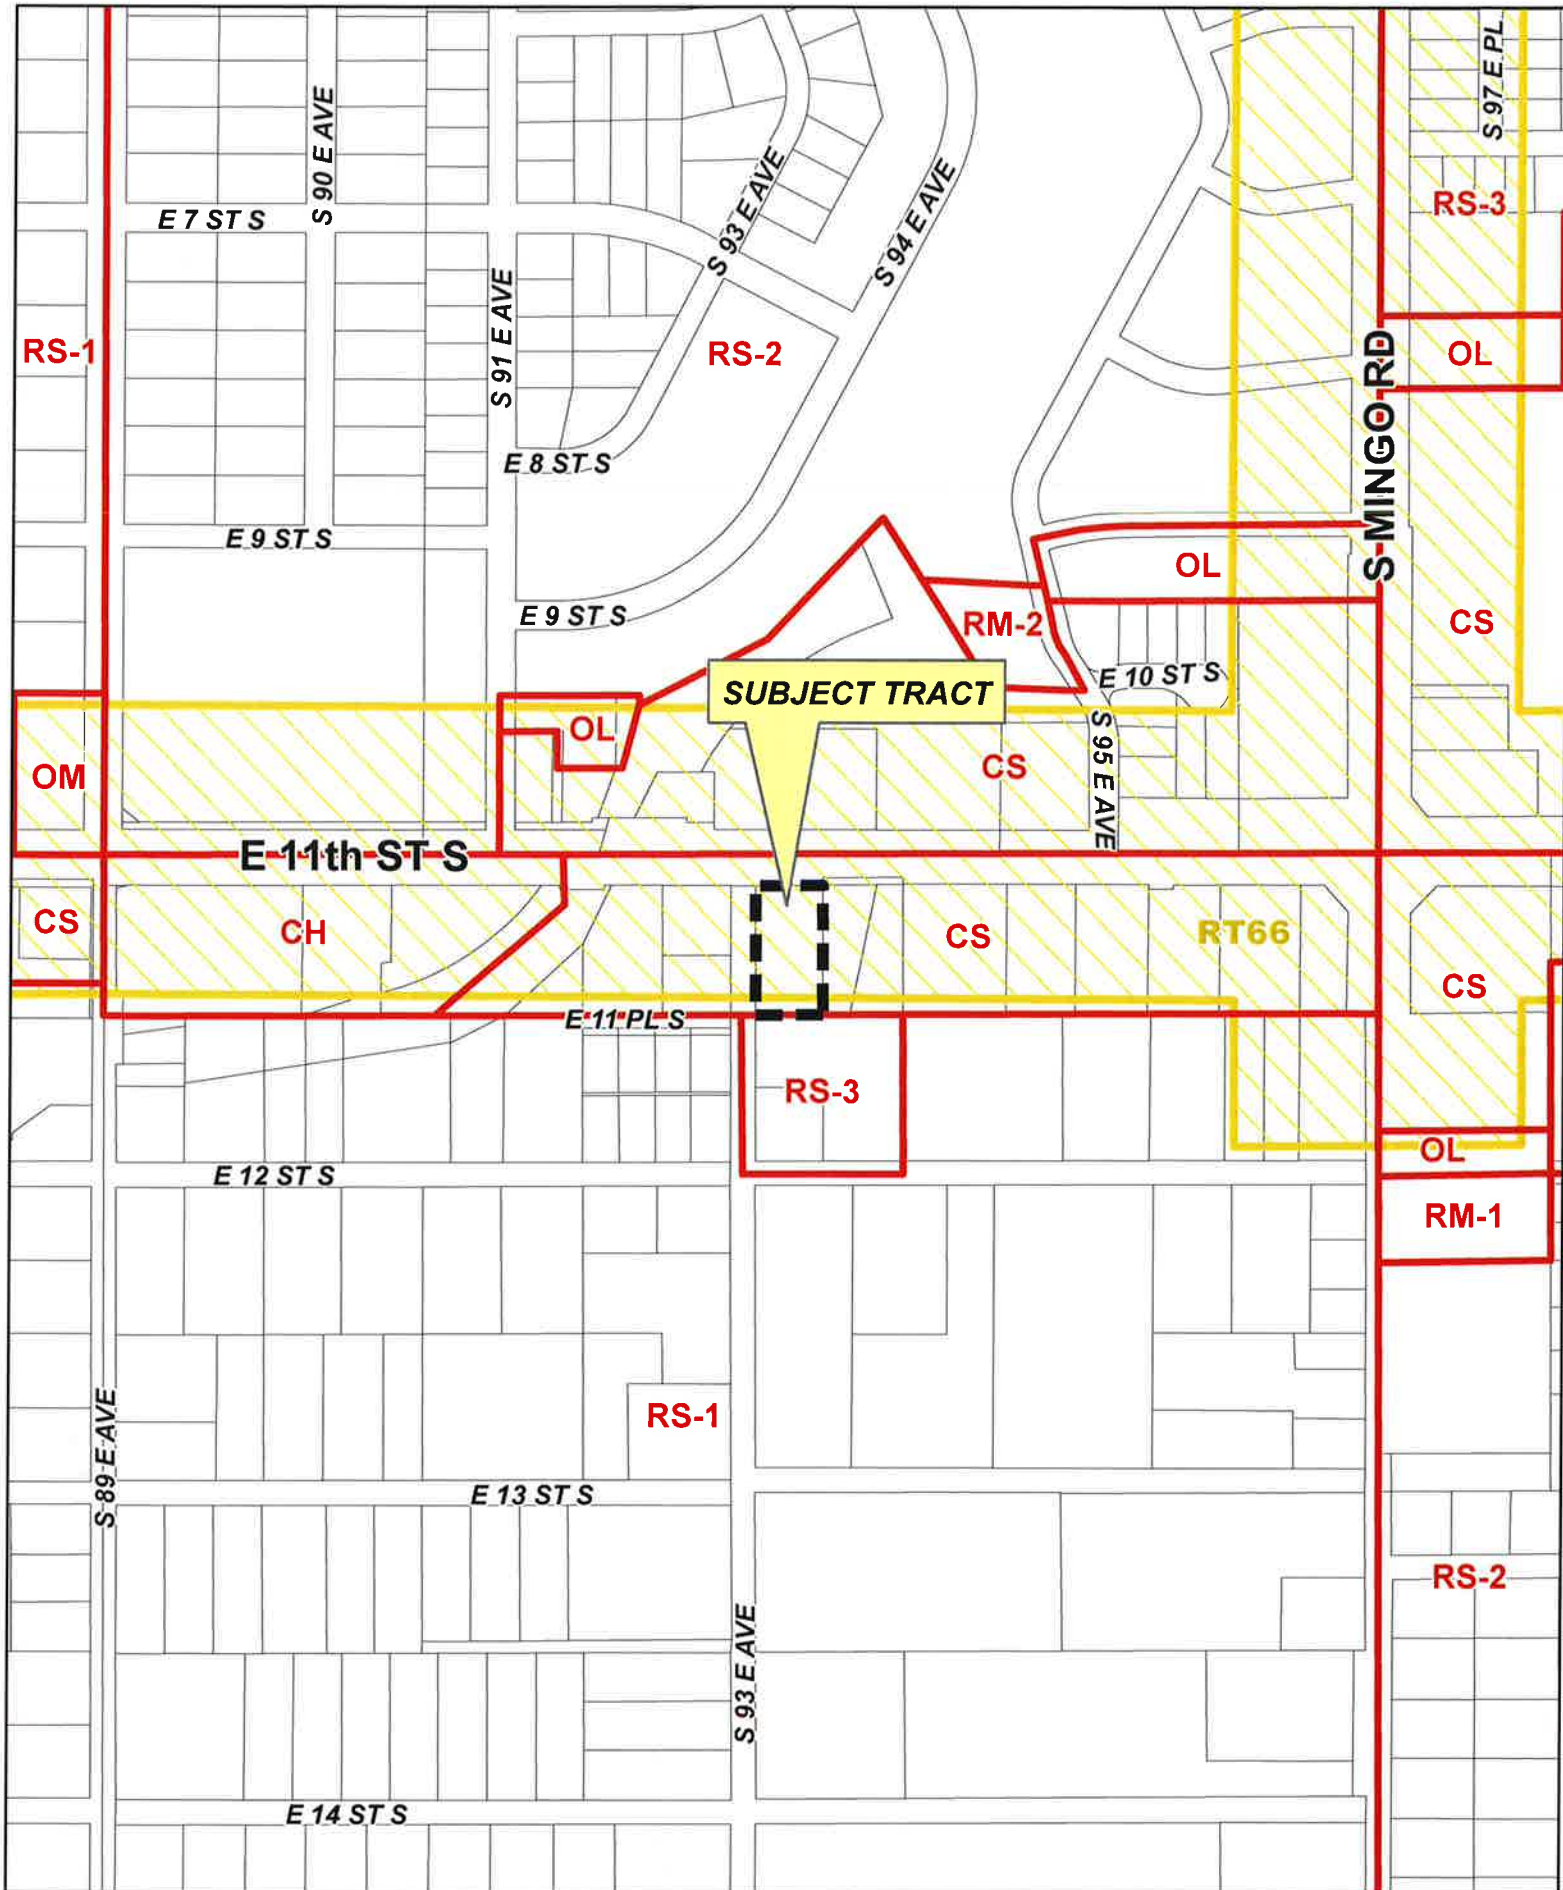 S 97 E PL
S 90 E AVE
S 93 E AVE
S 94 E AVE
E 7 ST S
RS-3
S 91 E AVE
RS-1
RS-2
OL
S MINGO RD
E 8 ST S
E 9 ST S
OL
E 9 ST S
RM-2
CS
E 10 ST S
SUBJECT TRACT
OL
S 95 E AVE
CS
OM
E 11th ST S
CS
CH
CS
RT66
CS
E 11 PL S
RS-3
OL
E 12 ST S
RM-1
RS-1
S 89 E AVE
E 13 ST S
RS-2
S 93 E AVE
E 14 ST S